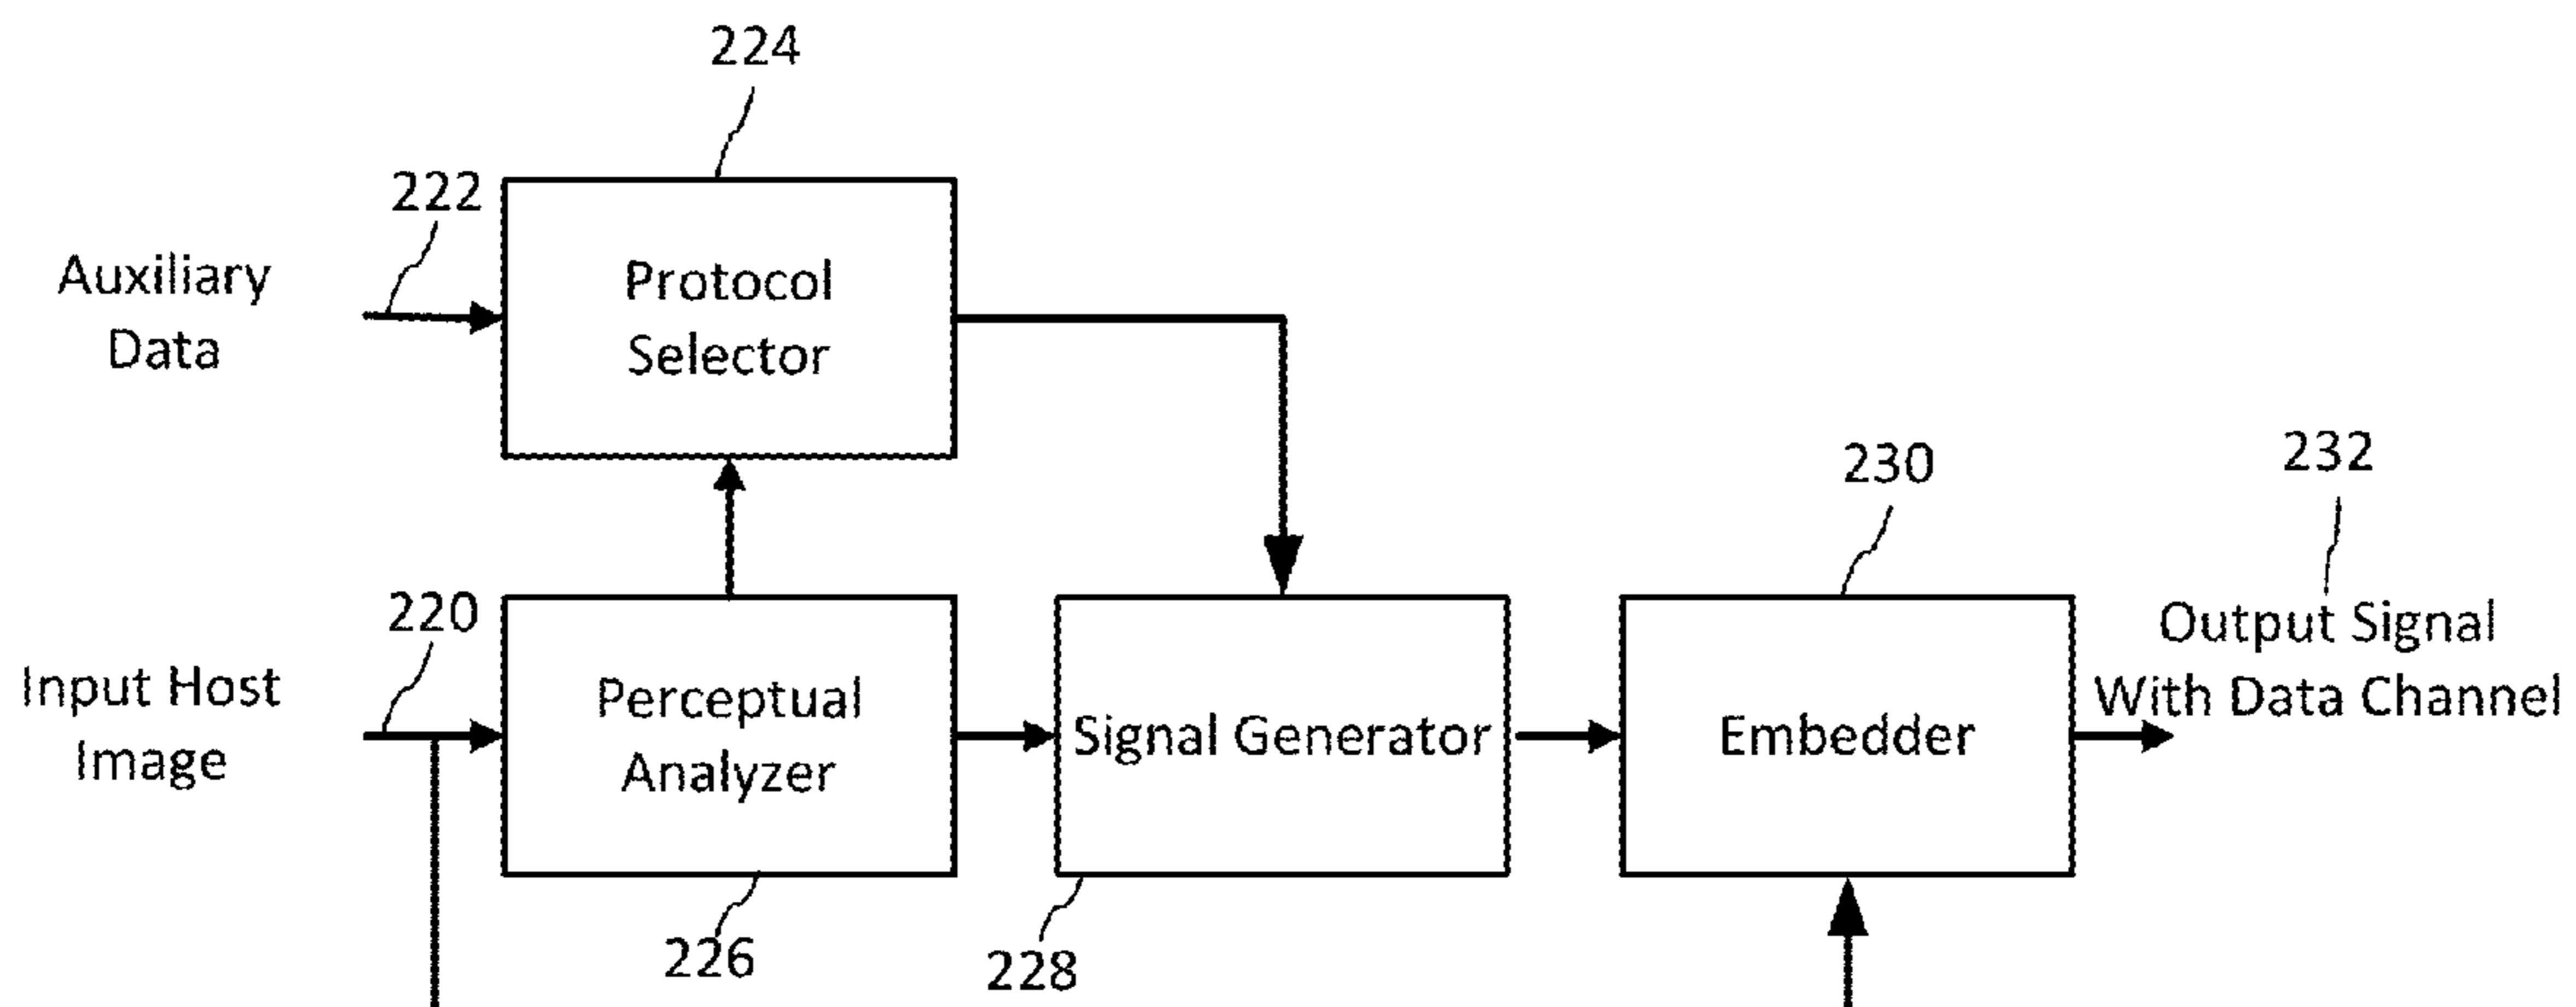 224
222
Auxiliary
Data
Protocol
Selector
230
232
220
Input Host
Image
Perceptual
Analyzer
Signal Generator
Embedder
Output Signal
With Data Channel
226
228